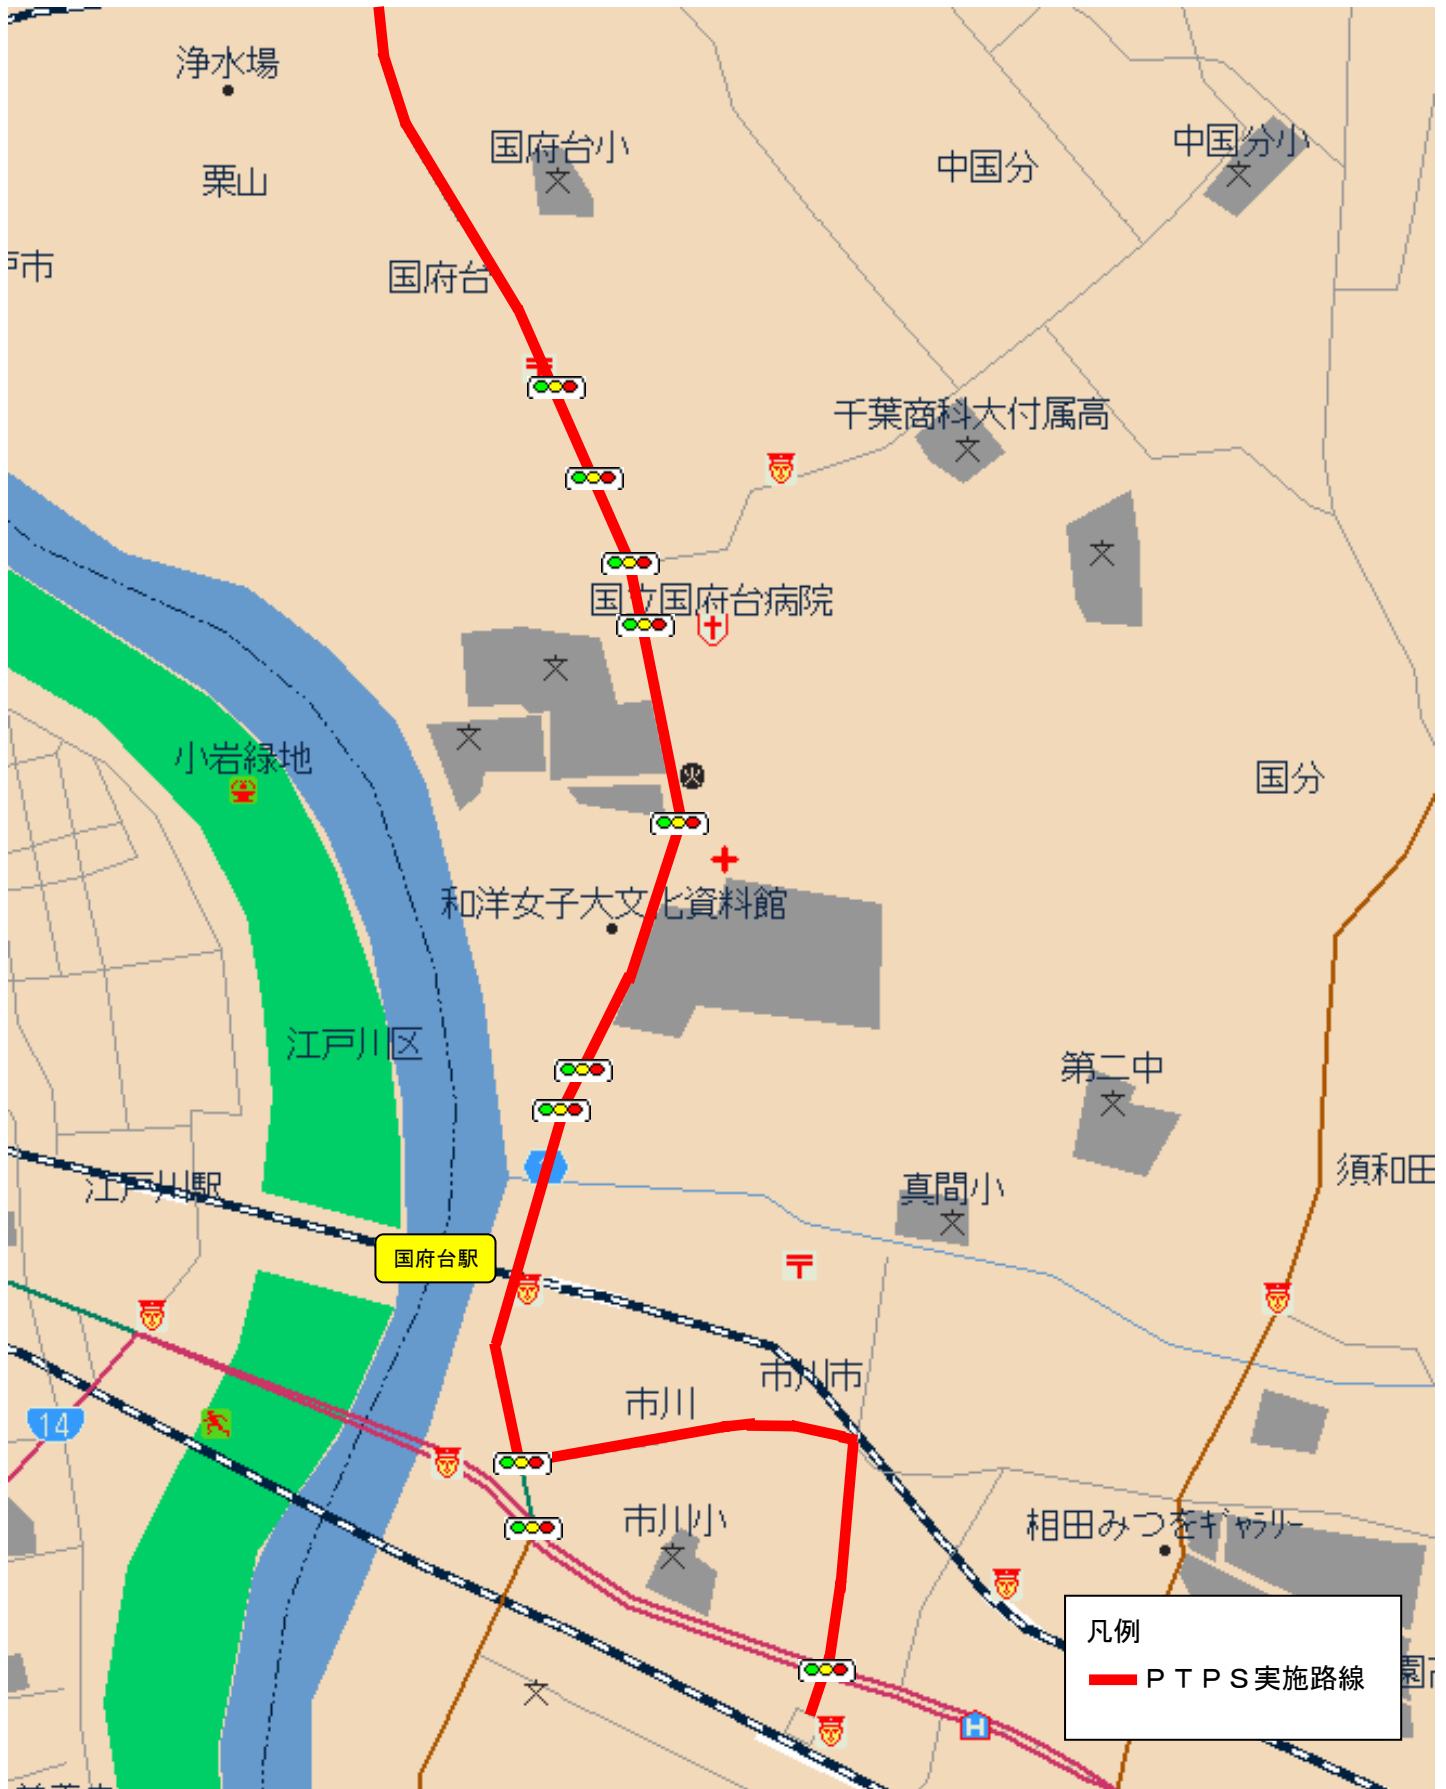 浄水場
国府台小
中国分小
中国分
栗山
戸市
国府台
千葉商科大付属高
国立国府台病院
小岩緑地
国分
和洋女子大文化資料館
江戸川区
第二中
須和田
江戸川駅
真間小
国府台駅
市川市
市川
14
市川小
相田みつをｷﾞｬﾗﾘｰ
凡例
ＰＴＰＳ実施路線
H